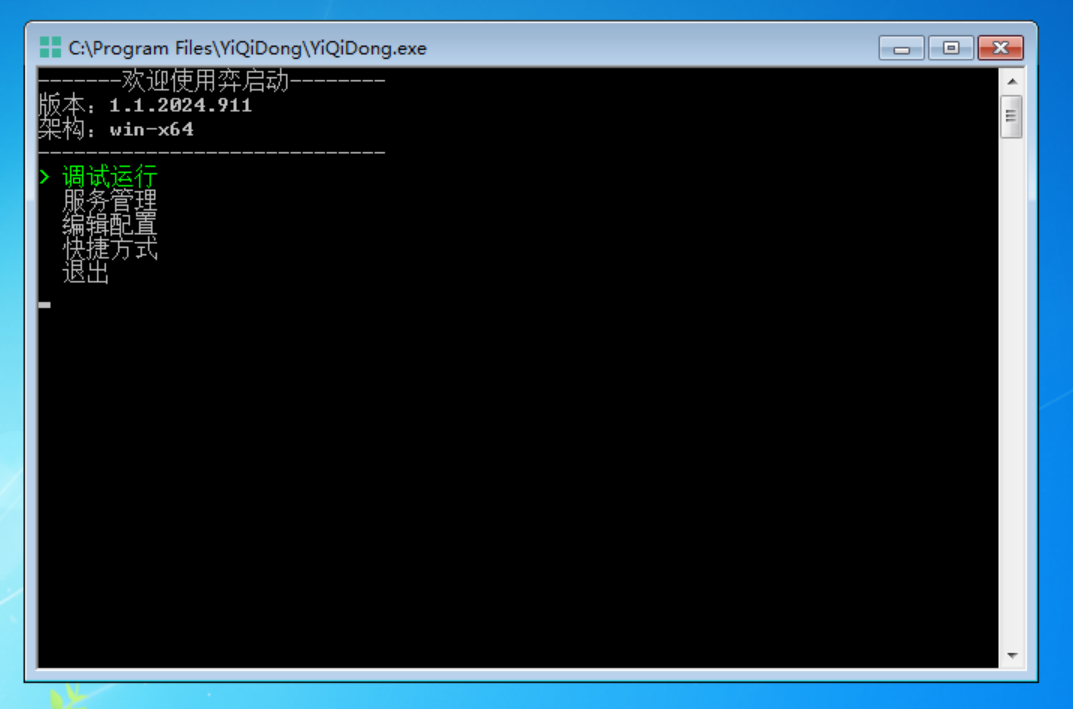 C:\Program Files\YiQiDong\YiQiDong.exe
-------欢迎使用弈启动--------
版本：1.1.2024.911
架构：win-x64
-----------------------------
> 调试运行
服务管理
编辑配置
快捷方式
退出